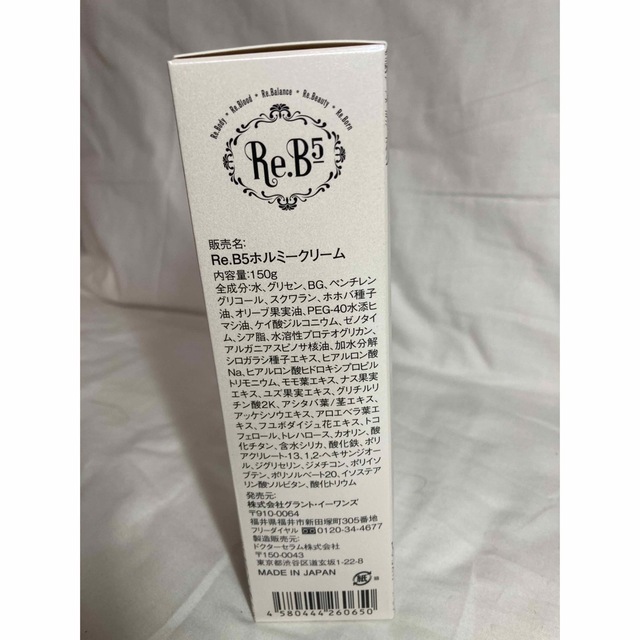 Re.Body * Re.Blood * Re.Balance * Re.Beauty * Re.Born
Re.B5
販売名:
Re.B5ホルミークリーム
内容量:150g
全成分:水、グリセン、BG、ペンチレン
グリコール、スクワラン、ホホバ種子
油、オリーブ果実油、PEG-40水添ヒ
マシ油、ケイ酸ジルコニウム、ゼノタイ
ム、シア脂、水溶性プロテオグリカン、
アルガニアスピノサ核油、加水分解
シロガラシ種子エキス、ヒアルロン酸
Na、ヒアルロン酸ヒドロキシプロピル
トリモニウム、モモ葉エキス、ナス果実
エキス、ユズ果実エキス、グリチルリ
チン酸2K、アシタバ葉/茎エキス、
アッケシソウエキス、アロエベラ葉エ
キス、フユボダイジュ花エキス、トコ
フェロール、トレハロース、カオリン、酸
化チタン、含水シリカ、酸化鉄、ポリ
アクリレート-13、1,2-ヘキサンジオー
ル、ジグリセリン、ジメチコン、ポリイソ
ブテン、ポリソルベート20、イソステア
リン酸ソルビタン、酸化トリウム
発売元:
株式会社グラント・イーワンズ
〒910-0064
福井県福井市新田塚町305番地
フリーダイヤル 0120-34-4677
製造販売元:
ドクターセラム株式会社
〒150-0043
東京都渋谷区道玄坂1-22-8
MADE IN JAPAN
紙
箱
4 580444 260650